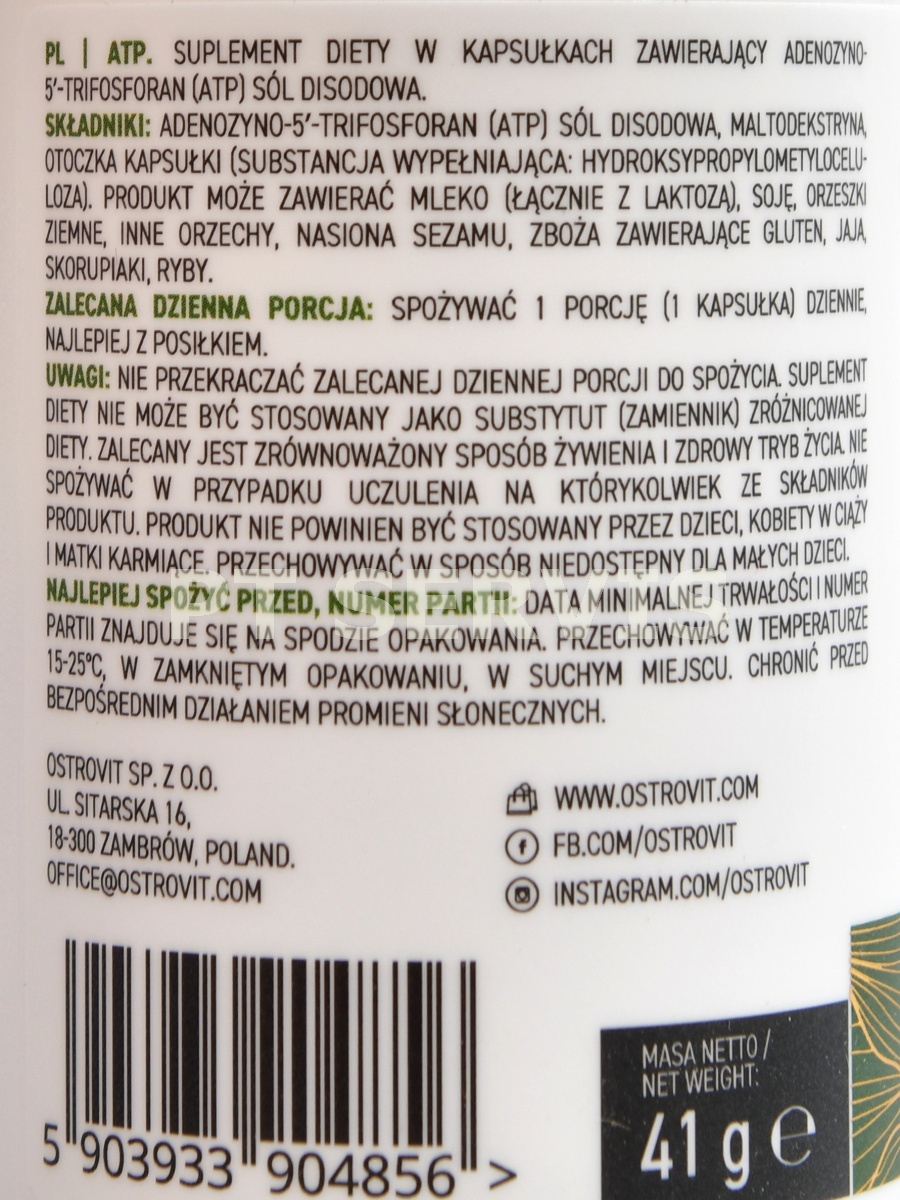 PL | ATP. SUPLEMENT DIETY W KAPSUŁKACH ZAWIERAJĄCY ADENOZYNO-
5'-TRIFOSFORAN (ATP) SÓL DISODOWA.
SKŁADNIKI: ADENOZYNO-5'-TRIFOSFORAN (ATP) SÓL DISODOWA, MALTODEKSTRYNA,
OTOCZKA KAPSUŁKI (SUBSTANCJA WYPEŁNIAJĄCA: HYDROKSYPROPYLOMETYLOCELU-
LOZA). PRODUKT MOŻE ZAWIERAĆ MLEKO (ŁĄCZNIE Z LAKTOZĄ), SOJĘ, ORZESZKI
ZIEMNE, INNE ORZECHY, NASIONA SEZAMU, ZBOŻA ZAWIERAJĄCE GLUTEN, JAJA,
SKORUPIAKI, RYBY.
ZALECANA DZIENNA PORCJA: SPOŻYWAĆ 1 PORCJĘ (1 KAPSUŁKA) DZIENNIE,
NAJLEPIEJ Z POSIŁKIEM.
UWAGI: NIE PRZEKRACZAĆ ZALECANEJ DZIENNEJ PORCJI DO SPOŻYCIA. SUPLEMENT
DIETY NIE MOŻE BYĆ STOSOWANY JAKO SUBSTYTUT (ZAMIENNIK) ZRÓŻNICOWANEJ
DIETY. ZALECANY JEST ZRÓWNOWAŻONY SPOSÓB ŻYWIENIA I ZDROWY TRYB ŻYCIA. NIE
SPOŻYWAĆ W PRZYPADKU UCZULENIA NA KTÓRYKOLWIEK ZE SKŁADNIKÓW
PRODUKTU. PRODUKT NIE POWINIEN BYĆ STOSOWANY PRZEZ DZIECI, KOBIETY W CIĄŻY
I MATKI KARMIĄCE. PRZECHOWYWAĆ W SPOSÓB NIEDOSTĘPNY DLA MAŁYCH DZIECI.
NAJLEPIEJ SPOŻYĆ PRZED, NUMER PARTII: DATA MINIMALNEJ TRWAŁOŚCI I NUMER
PARTII ZNAJDUJE SIĘ NA SPODZIE OPAKOWANIA. PRZECHOWYWAĆ W TEMPERATURZE
15-25°C, W ZAMKNIĘTYM OPAKOWANIU, W SUCHYM MIEJSCU. CHRONIĆ PRZED
BEZPOŚREDNIM DZIAŁANIEM PROMIENI SŁONECZNYCH.
PT SERVIS
OSTROVIT SP. Z O.O.
UL. SITARSKA 16,
18-300 ZAMBRÓW, POLAND.
OFFICE@OSTROVIT.COM
WWW.OSTROVIT.COM
FB.COM/OSTROVIT
INSTAGRAM.COM/OSTROVIT
5 903933 904856 >
MASA NETTO /
NET WEIGHT:
41 g ℮